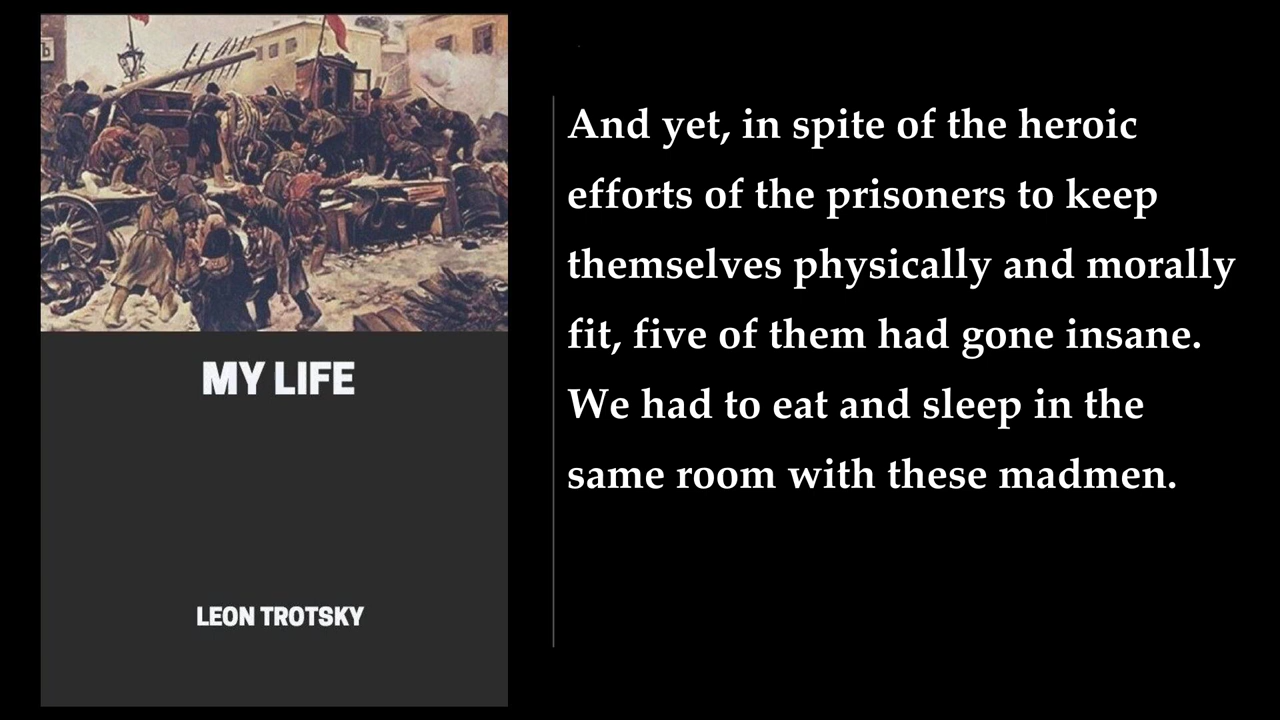 Ъ
MY LIFE
LEON TROTSKY
And yet, in spite of the heroic
efforts of the prisoners to keep
themselves physically and morally
fit, five of them had gone insane.
We had to eat and sleep in the
same room with these madmen.